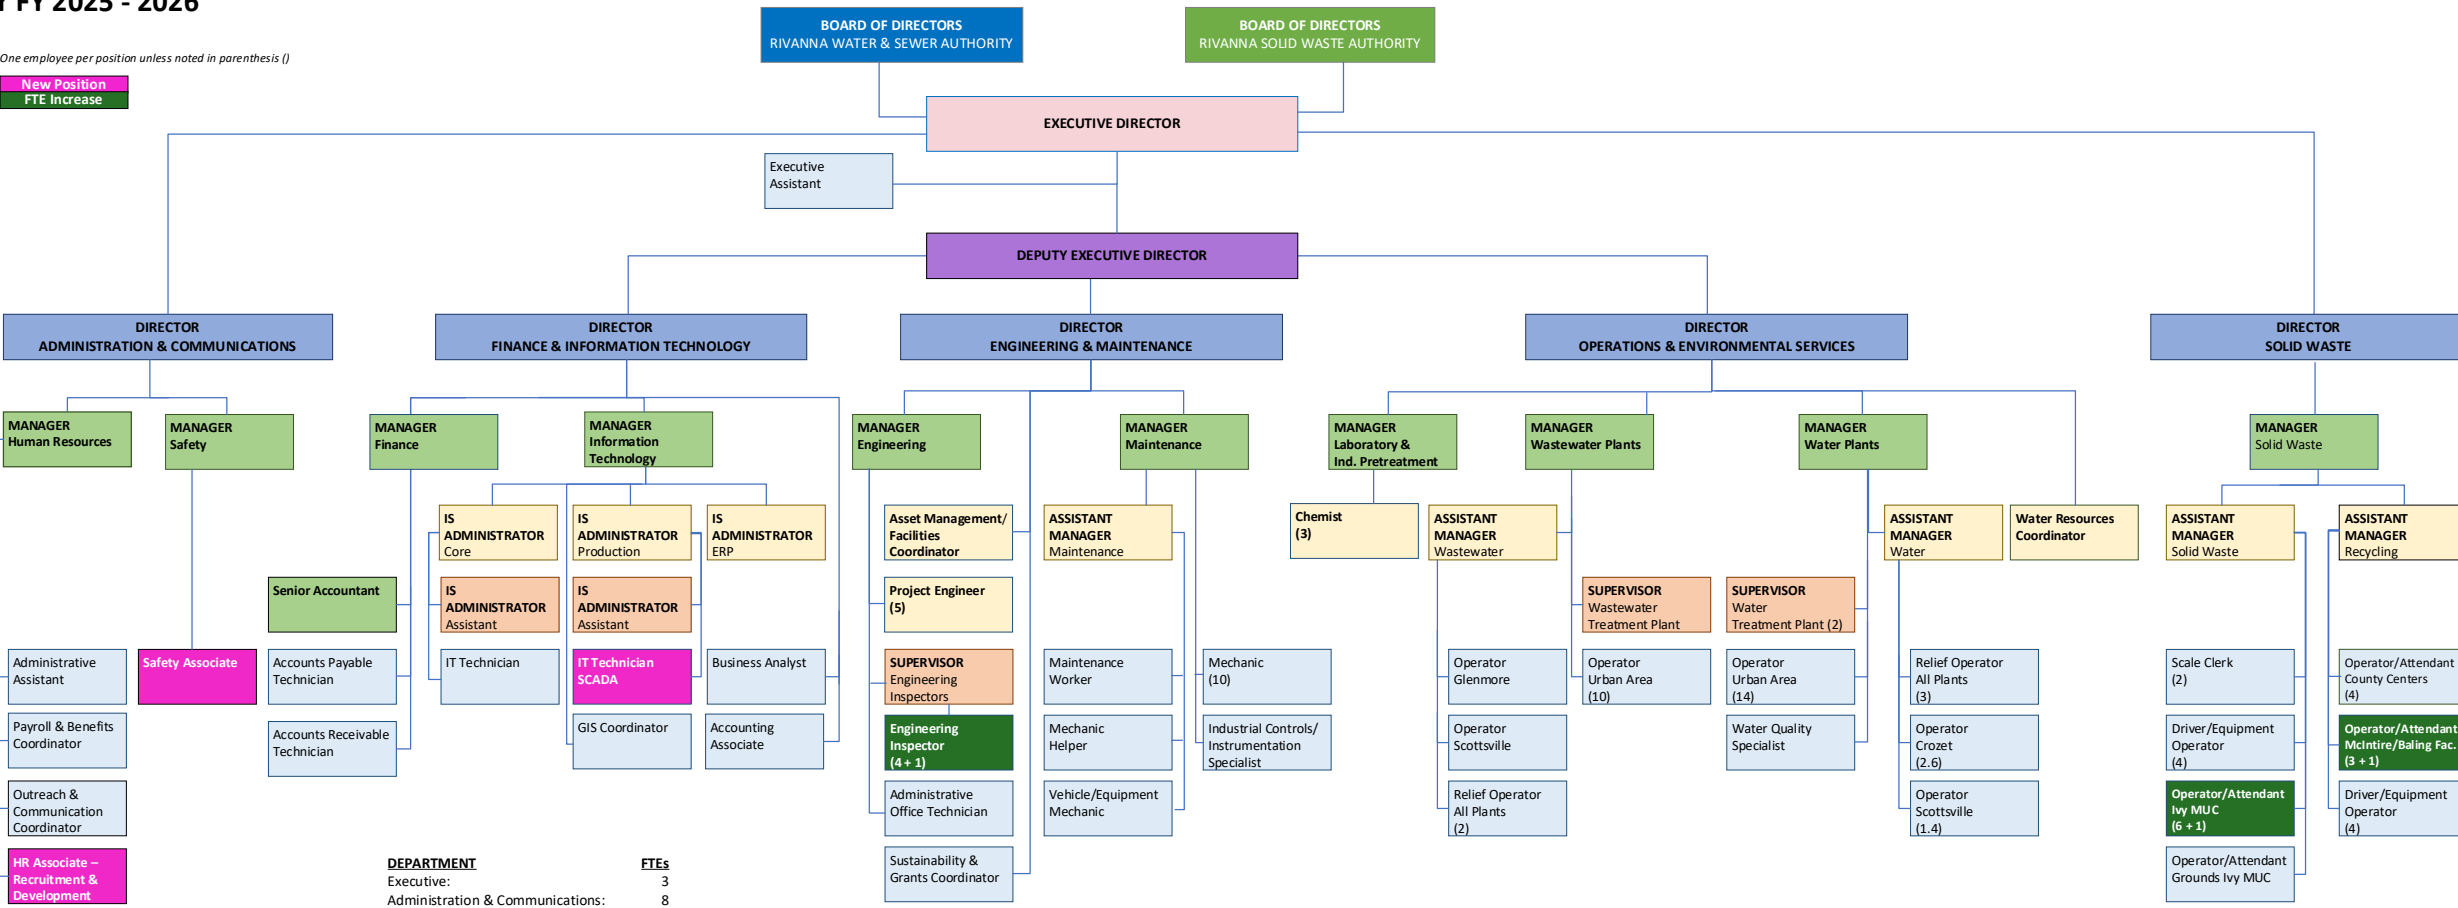 FY 2025 - 2026
One employee per position unless noted in parenthesis ()
New Position
FTE Increase
BOARD OF DIRECTORS
RIVANNA WATER & SEWER AUTHORITY
BOARD OF DIRECTORS
RIVANNA SOLID WASTE AUTHORITY
EXECUTIVE DIRECTOR
Executive
Assistant
DEPUTY EXECUTIVE DIRECTOR
DIRECTOR
ADMINISTRATION & COMMUNICATIONS
DIRECTOR
FINANCE & INFORMATION TECHNOLOGY
DIRECTOR
ENGINEERING & MAINTENANCE
DIRECTOR
OPERATIONS & ENVIRONMENTAL SERVICES
DIRECTOR
SOLID WASTE
MANAGER
Human Resources
MANAGER
Safety
MANAGER
Finance
MANAGER
Information
Technology
MANAGER
Engineering
MANAGER
Maintenance
MANAGER
Laboratory &
Ind. Pretreatment
MANAGER
Wastewater Plants
MANAGER
Water Plants
MANAGER
Solid Waste
IS
ADMINISTRATOR
Core
IS
ADMINISTRATOR
Production
IS
ADMINISTRATOR
ERP
Asset Management/
Facilities
Coordinator
ASSISTANT
MANAGER
Maintenance
Chemist
(3)
ASSISTANT
MANAGER
Wastewater
ASSISTANT
MANAGER
Water
Water Resources
Coordinator
ASSISTANT
MANAGER
Solid Waste
ASSISTANT
MANAGER
Recycling
Senior Accountant
IS
ADMINISTRATOR
Assistant
IS
ADMINISTRATOR
Assistant
Project Engineer
(5)
SUPERVISOR
Wastewater
Treatment Plant
SUPERVISOR
Water
Treatment Plant (2)
Administrative
Assistant
Safety Associate
Accounts Payable
Technician
IT Technician
IT Technician
SCADA
Business Analyst
SUPERVISOR
Engineering
Inspectors
Maintenance
Worker
Mechanic
(10)
Operator
Glenmore
Operator
Urban Area
(10)
Operator
Urban Area
(14)
Relief Operator
All Plants
(3)
Scale Clerk
(2)
Operator/Attendant
County Centers
(4)
Payroll & Benefits
Coordinator
Accounts Receivable
Technician
GIS Coordinator
Accounting
Associate
Engineering
Inspector
(4 + 1)
Mechanic
Helper
Industrial Controls/
Instrumentation
Specialist
Operator
Scottsville
Water Quality
Specialist
Operator
Crozet
(2.6)
Driver/Equipment
Operator
(4)
Operator/Attendant
McIntire/Baling Fac.
(3 + 1)
Outreach &
Communication
Coordinator
Administrative
Office Technician
Vehicle/Equipment
Mechanic
Relief Operator
All Plants
(2)
Operator
Scottsville
(1.4)
Operator/Attendant
Ivy MUC
(6 + 1)
Driver/Equipment
Operator
(4)
HR Associate –
Recruitment &
Development
Sustainability &
Grants Coordinator
Operator/Attendant
Grounds Ivy MUC
DEPARTMENT FTEs
Executive: 3
Administration & Communications: 8